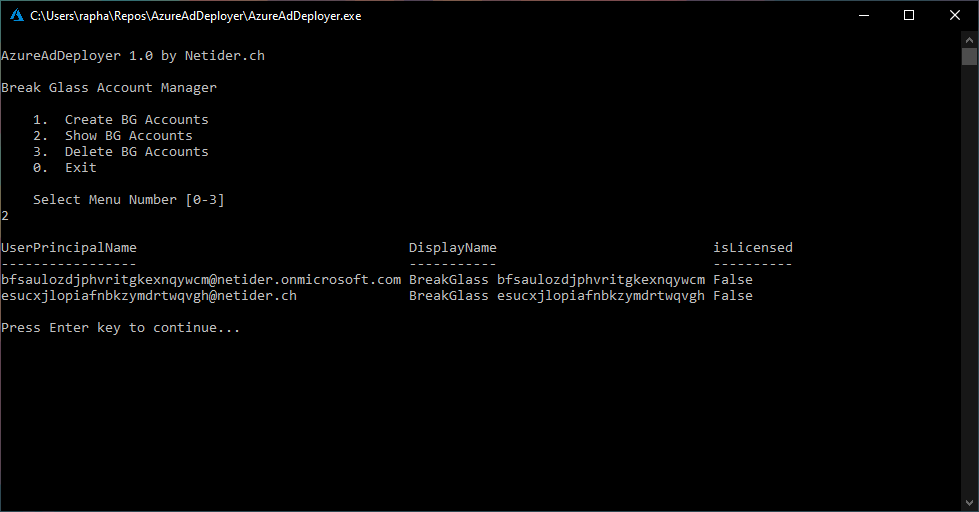 C:\Users\rapha\Repos\AzureAdDeployer\AzureAdDeployer.exe
AzureAdDeployer 1.0 by Netider.ch
Break Glass Account Manager
1.  Create BG Accounts
2.  Show BG Accounts
3.  Delete BG Accounts
0.  Exit
Select Menu Number [0-3]
2
UserPrincipalName                                  DisplayName                           isLicensed
-----------------                                  -----------                           ----------
bfsaulozdjphvritgkexnqywcm@netider.onmicrosoft.com BreakGlass bfsaulozdjphvritgkexnqywcm False
esucxjlopiafnbkzymdrtwqvgh@netider.ch              BreakGlass esucxjlopiafnbkzymdrtwqvgh False
Press Enter key to continue...